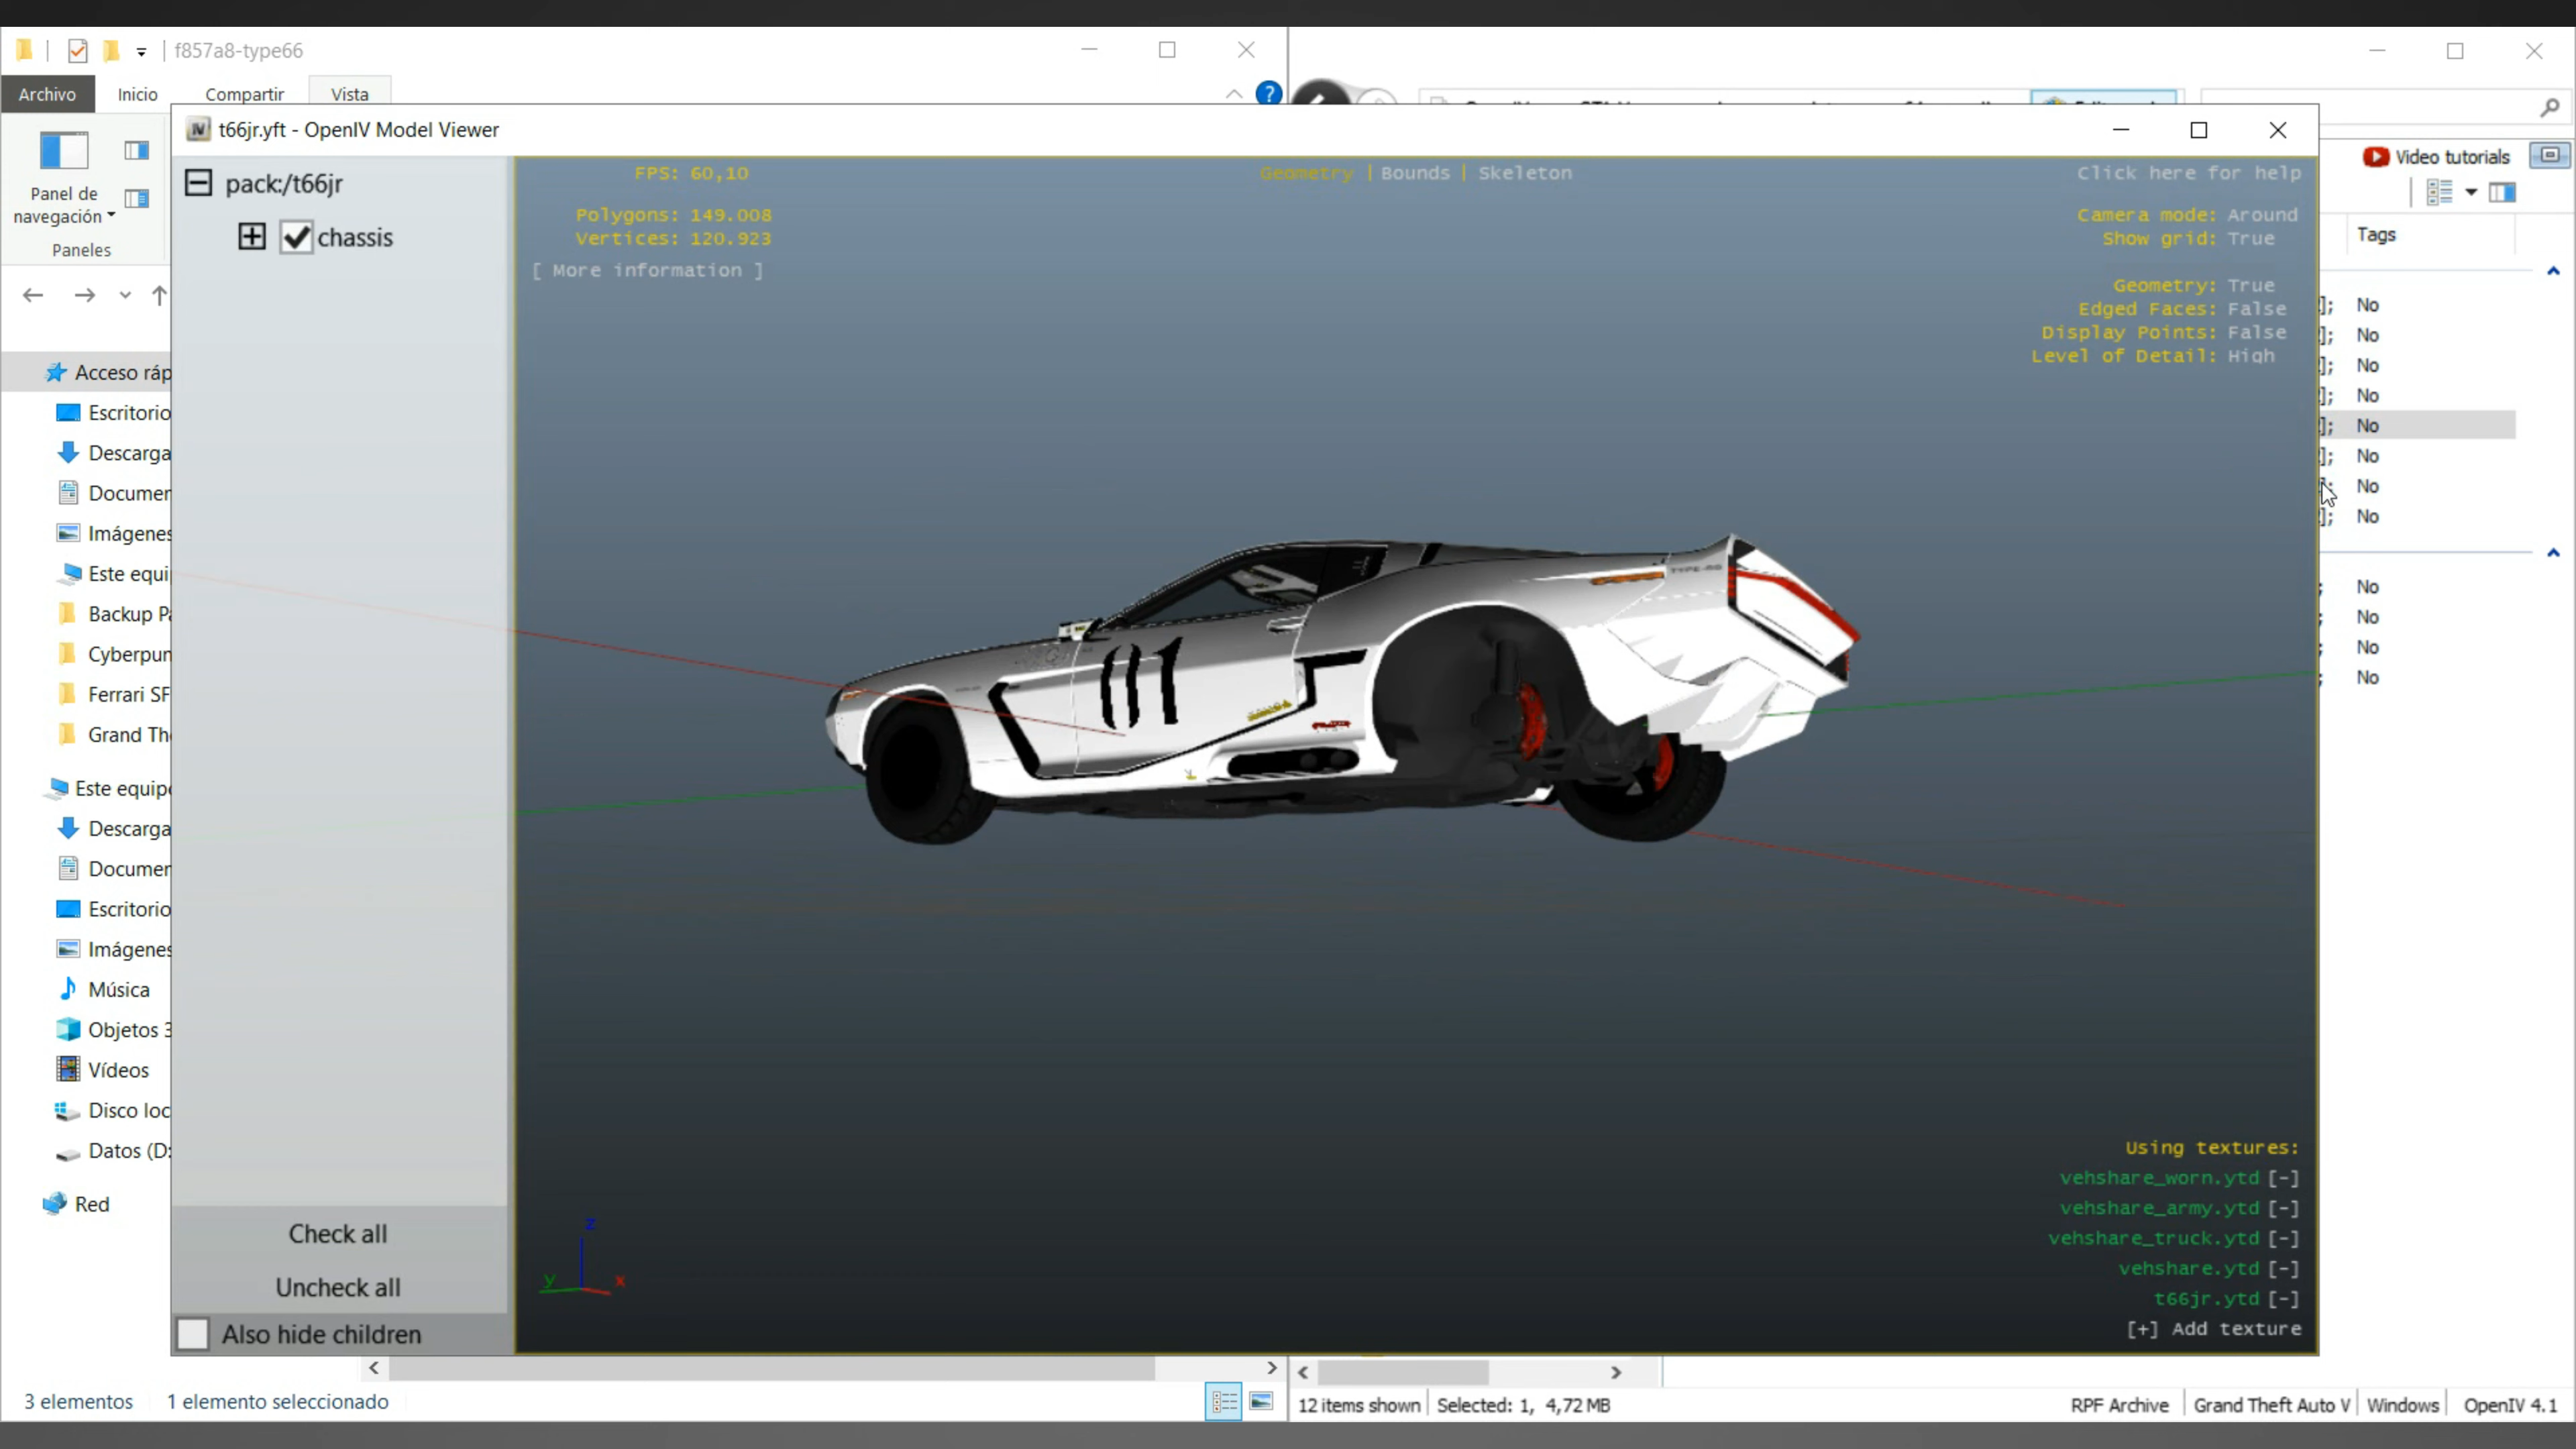 f857a8-type66
Archivo
Inicio
Compartir
Vista
?
Panel de
navegación
Paneles
Acceso ráp
Escritorio
Descarga
Documen
Imágenes
Este equi
Backup Pa
Cyberpun
Ferrari SF
Grand The
Este equipo
Descarga
Documen
Escritorio
Imágenes
Música
Objetos 3
Vídeos
Disco loc
Datos (D:
Red
3 elementos
1 elemento seleccionado
IV
t66jr.yft - OpenIV Model Viewer
pack:/t66jr
chassis
Check all
Uncheck all
Also hide children
FPS: 60,10
Polygons: 149.008
Vertices: 120.923
[ More information ]
Geometry | Bounds | Skeleton
Click here for help
Camera mode: Around
Show grid: True
Geometry: True
Edged Faces: False
Display Points: False
Level of Detail: High
01
z
y
x
Using textures:
vehshare_worn.ytd [-]
vehshare_army.ytd [-]
vehshare_truck.ytd [-]
vehshare.ytd [-]
t66jr.ytd [-]
[+] Add texture
Video tutorials
Tags
]; No
]; No
]; No
]; No
]; No
]; No
]; No
]; No
; No
; No
; No
; No
12 items shown
Selected: 1, 4,72 MB
RPF Archive
Grand Theft Auto V
Windows
OpenIV 4.1